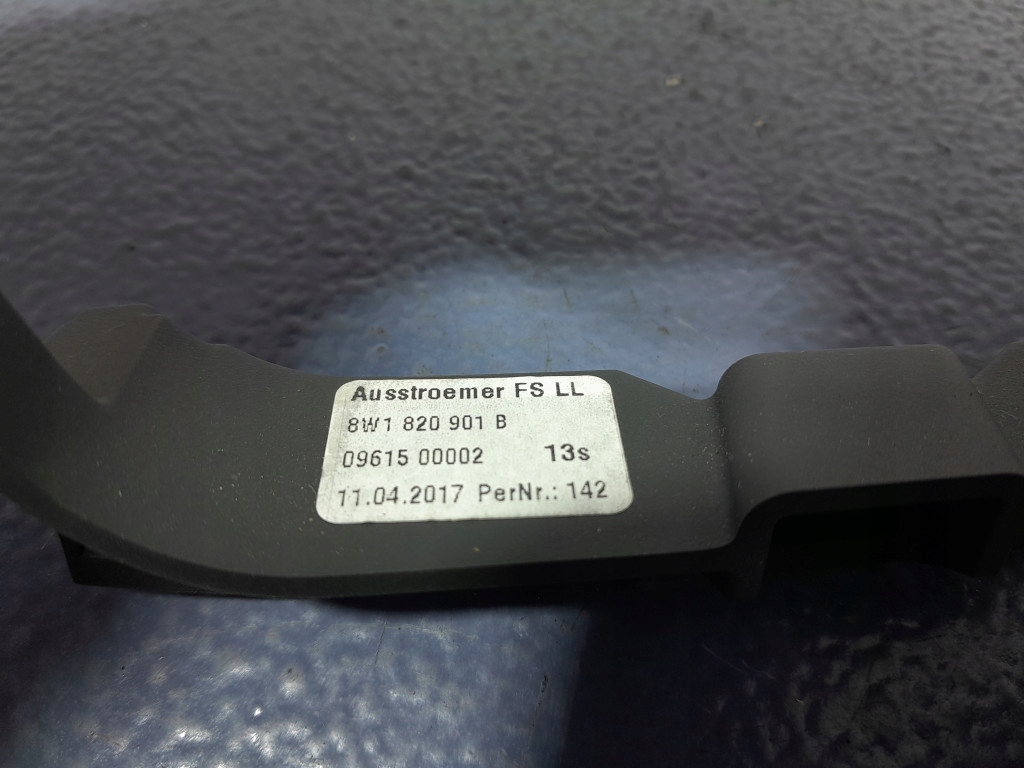 Ausstroemer FS LL
8W1 820 901 B
09615 00002 13s
11.04.2017 PerNr.: 142